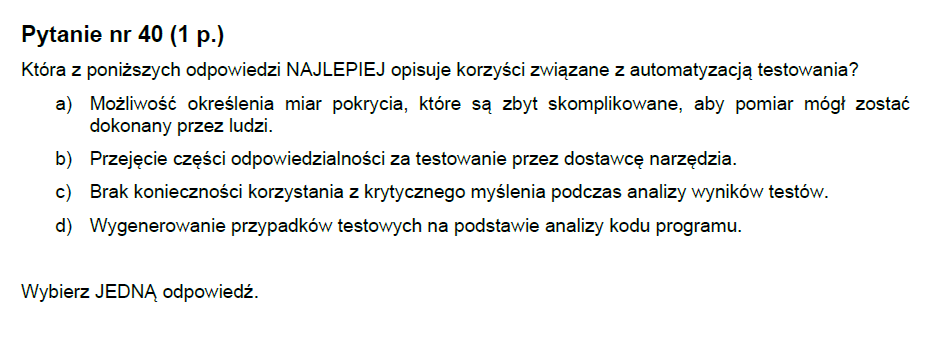 Pytanie nr 40 (1 p.)
Która z poniższych odpowiedzi NAJLEPIEJ opisuje korzyści związane z automatyzacją testowania?
a) Możliwość określenia miar pokrycia, które są zbyt skomplikowane, aby pomiar mógł zostać
dokonany przez ludzi.
b) Przejęcie części odpowiedzialności za testowanie przez dostawcę narzędzia.
c) Brak konieczności korzystania z krytycznego myślenia podczas analizy wyników testów.
d) Wygenerowanie przypadków testowych na podstawie analizy kodu programu.
Wybierz JEDNĄ odpowiedź.